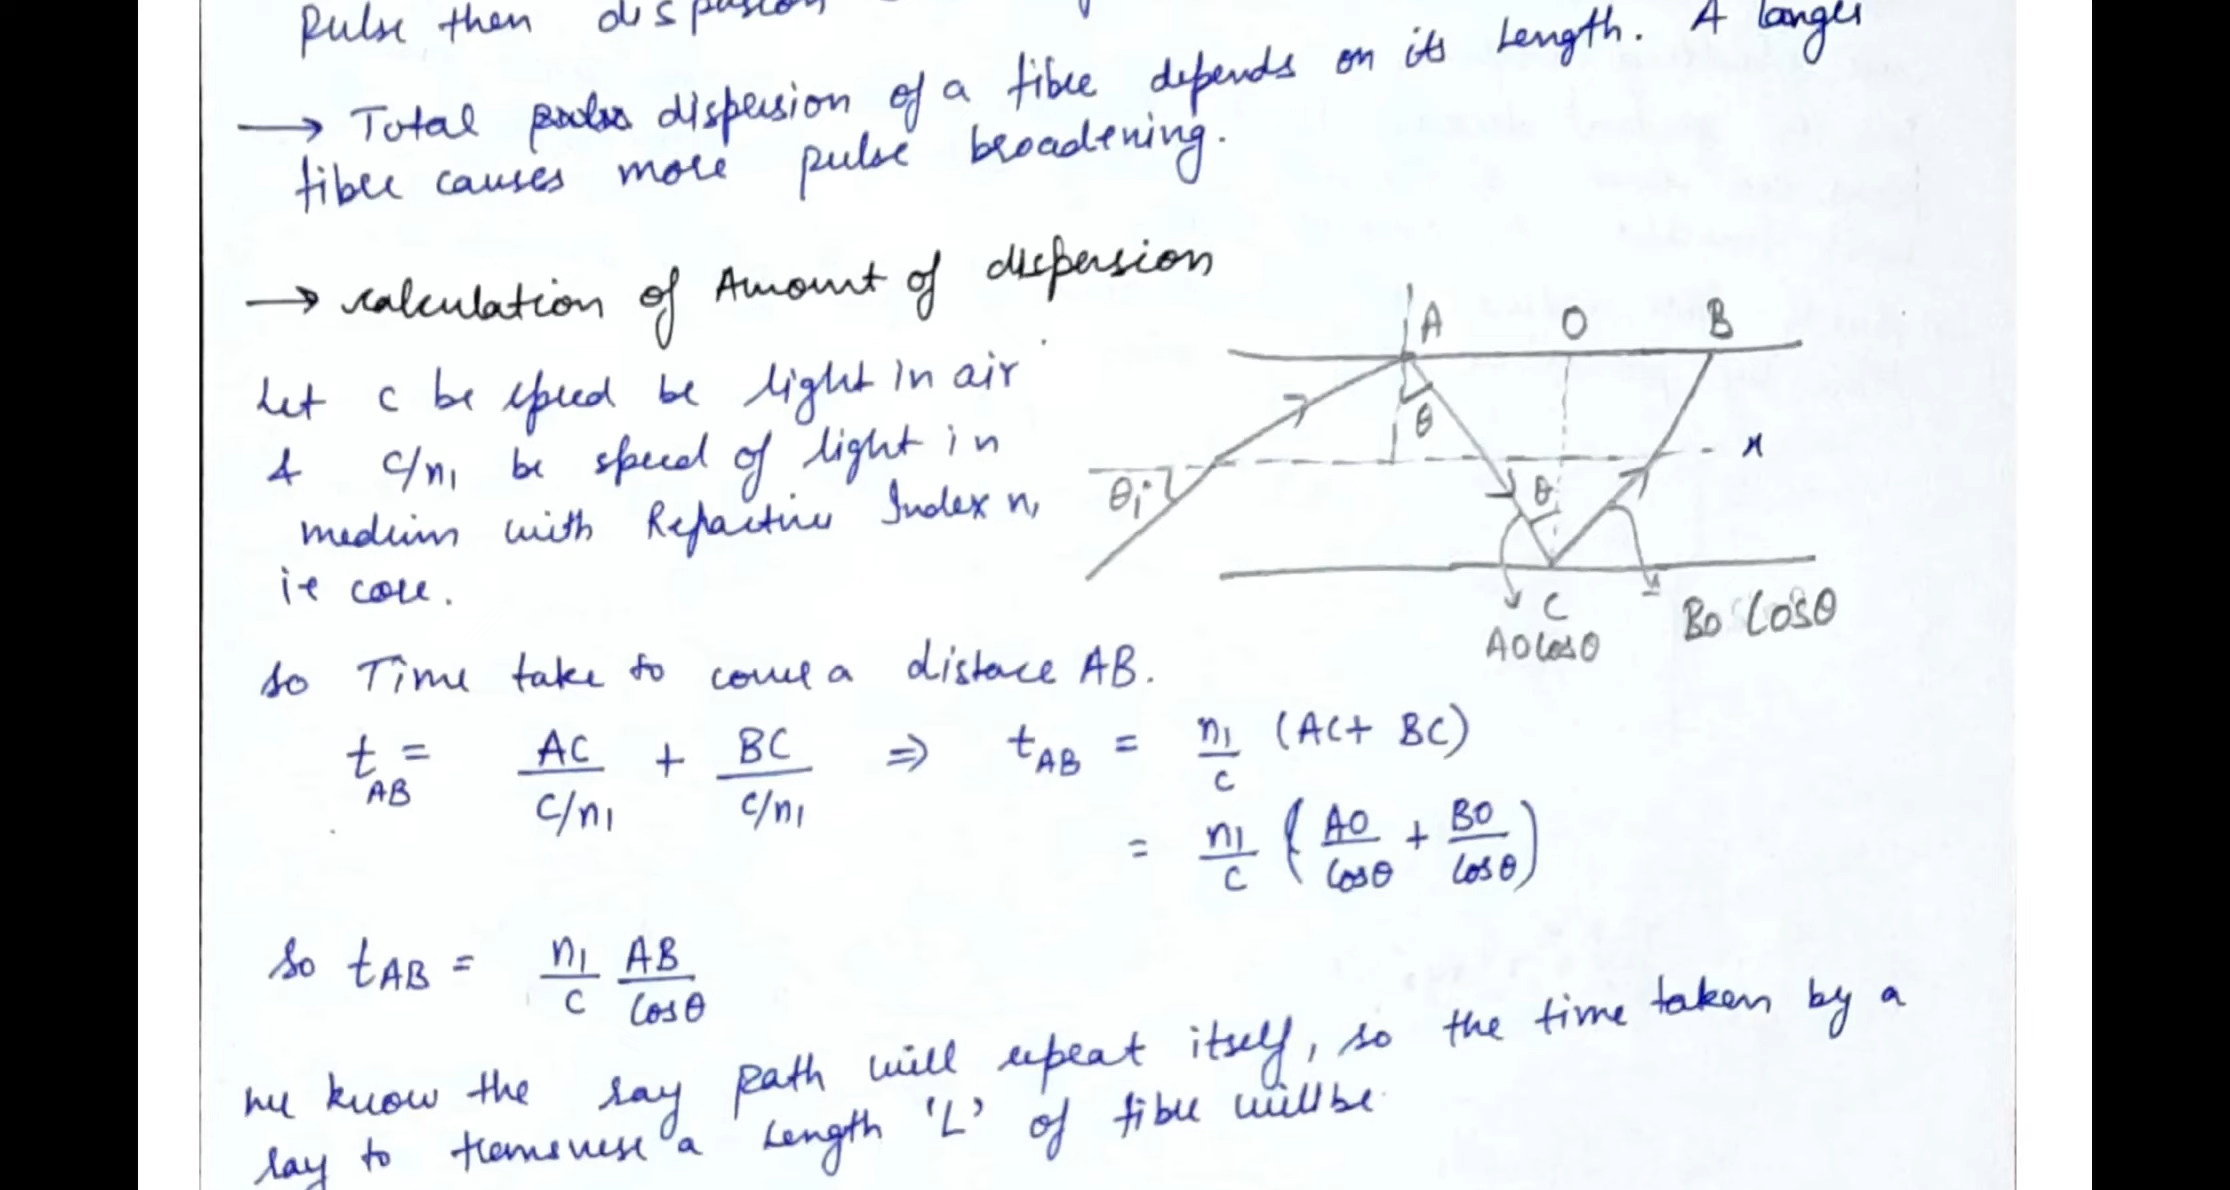 Pulse then dispasion
→ Total pulse dispersion of a fibre depends on its Length. A longer
fibre causes more pulse broadening.
→ calculation of Amount of dispersion
Let c be speed be light in air
& c/n₁ be speed of light in
medium with Refractive Index n₁
ie core.
A O B
θ
x
θi
θ
C
AO Cosθ
BO Cosθ
so Time take to cover a distace AB.
t_AB = AC / (C/n₁) + BC / (C/n₁) ⇒ t_AB = n₁/c (AC + BC)
= n₁/c (AO/Cosθ + BO/Cosθ)
so t_AB = n₁/c AB/Cosθ
we know the ray path will repeat itself, so the time taken by a
ray to a Length 'L' of fibre will be